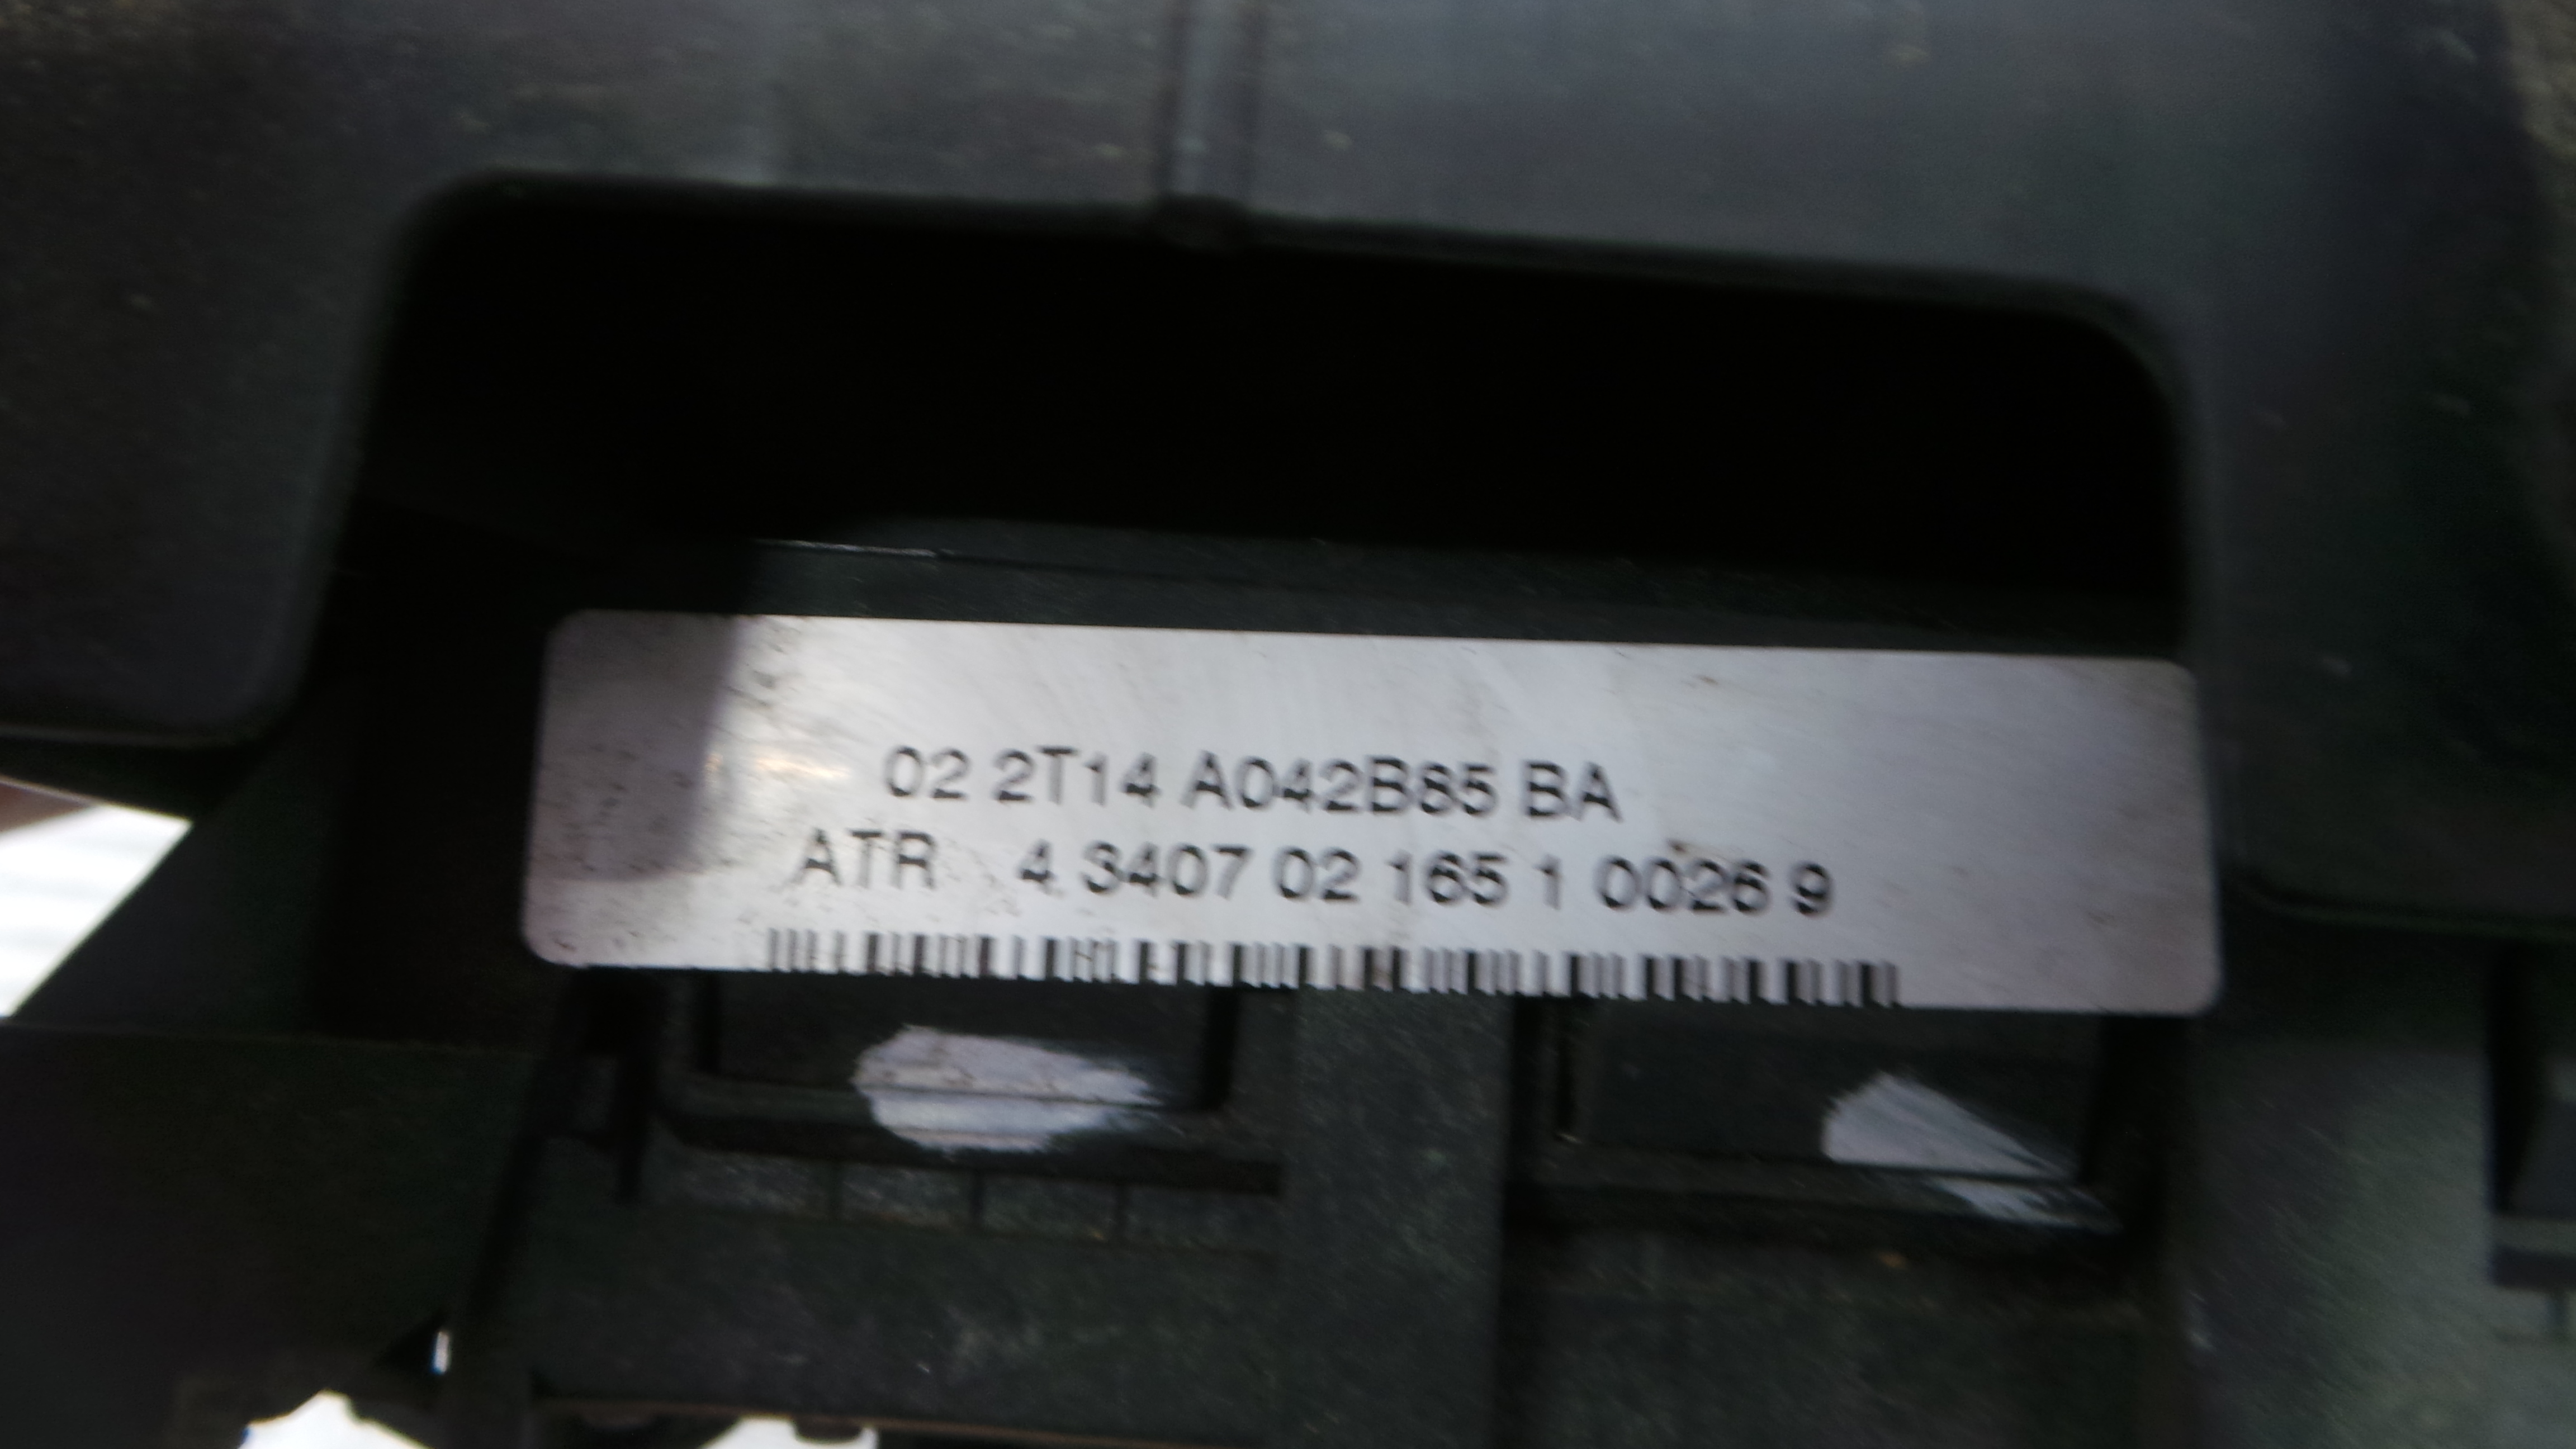 02 2T14 A042B85 BA
ATR 4 3407 02 165 1 0026 9